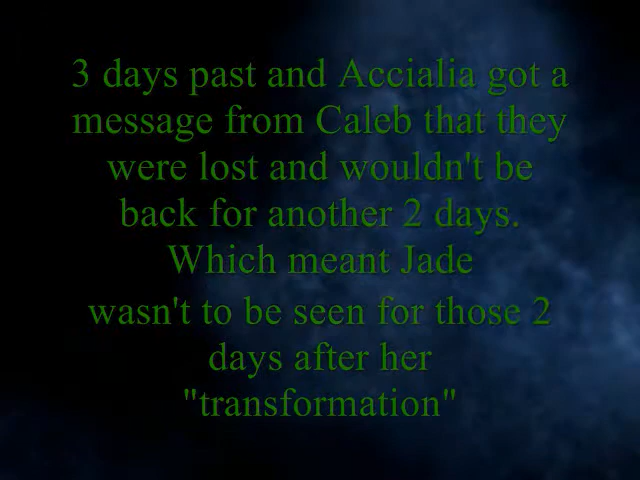 3 days past and Accialia got a
message from Caleb that they
were lost and wouldn't be
back for another 2 days.
Which meant Jade
wasn't to be seen for those 2
days after her
"transformation"